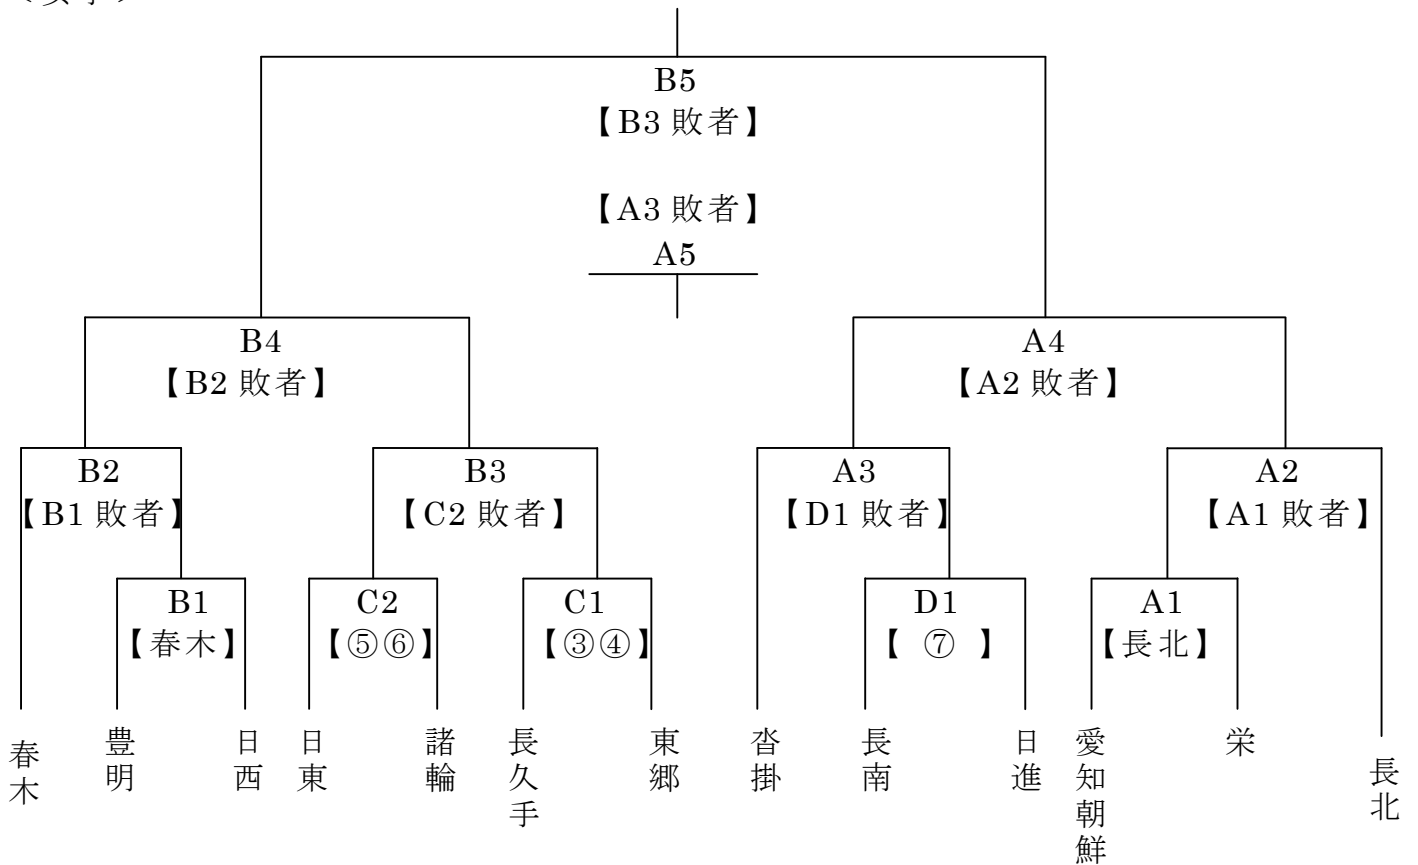 B5
【B3 敗者】
【A3 敗者】
A5
B4
【B2 敗者】
A4
【A2 敗者】
B2
【B1 敗者】
B3
【C2 敗者】
A3
【D1 敗者】
A2
【A1 敗者】
B1
【春木】
C2
【⑤⑥】
C1
【③④】
D1
【 ⑦ 】
A1
【長北】
春木
豊明
日西
日東
諸輪
長久手
東郷
沓掛
長南
日進
愛知朝鮮
栄
長北